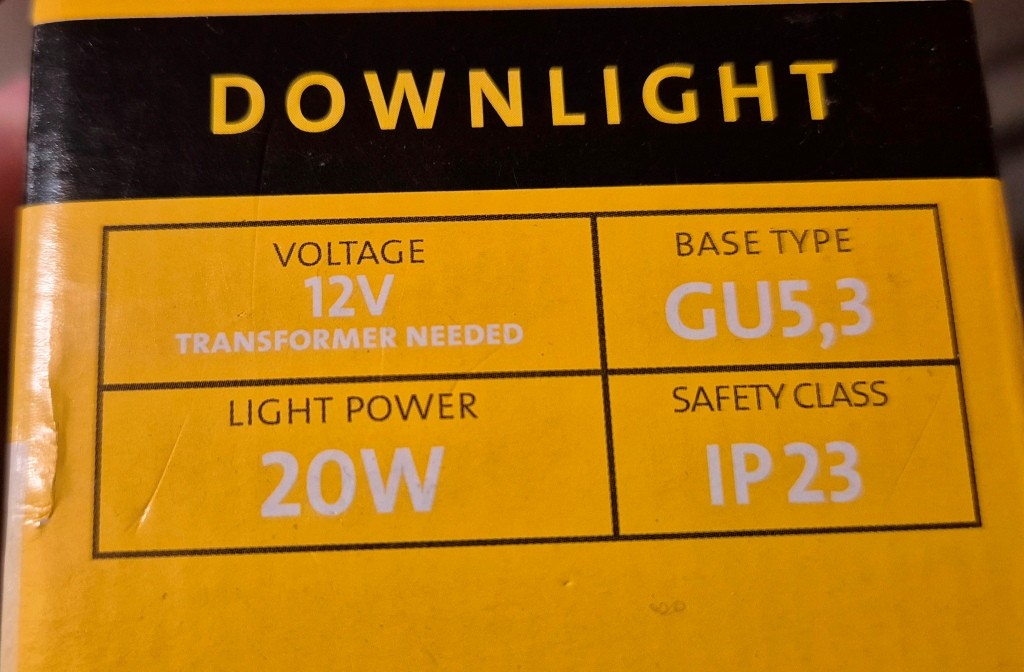 DOWNLIGHT
VOLTAGE
12V
TRANSFORMER NEEDED
BASE TYPE
GU5,3
LIGHT POWER
20W
SAFETY CLASS
IP23